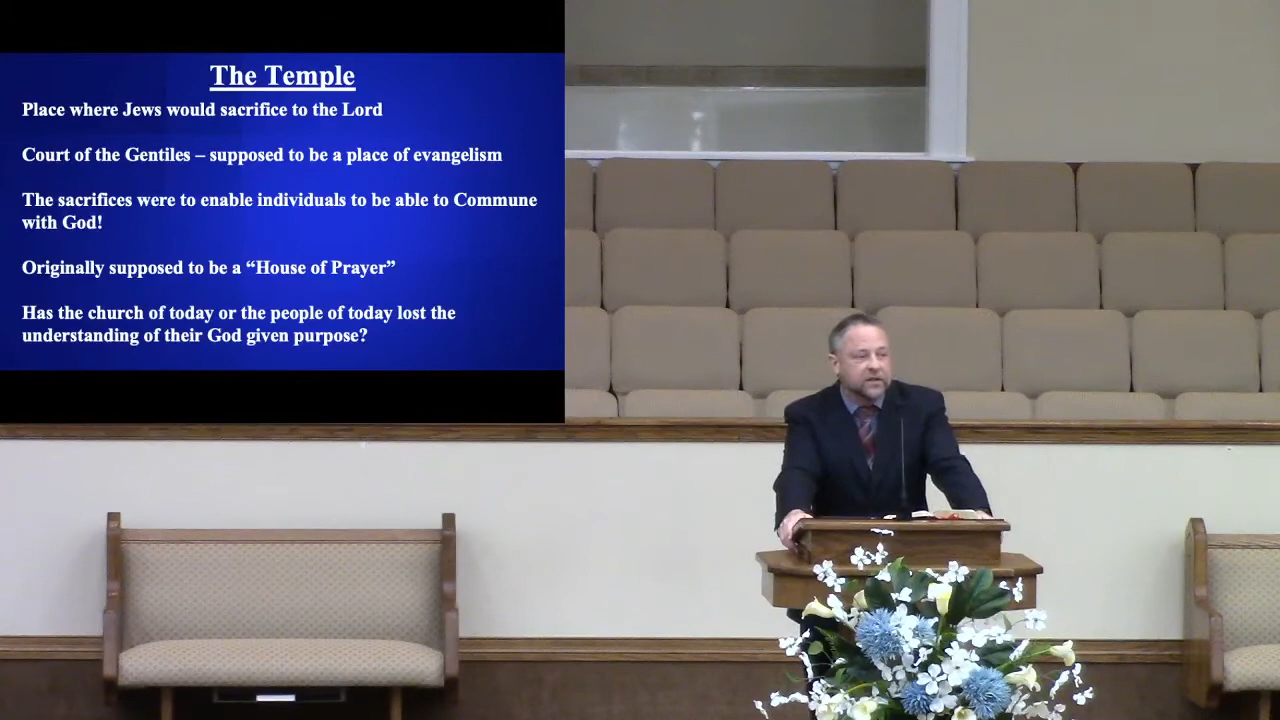 The Temple
Place where Jews would sacrifice to the Lord
Court of the Gentiles – supposed to be a place of evangelism
The sacrifices were to enable individuals to be able to Commune
with God!
Originally supposed to be a “House of Prayer”
Has the church of today or the people of today lost the
understanding of their God given purpose?